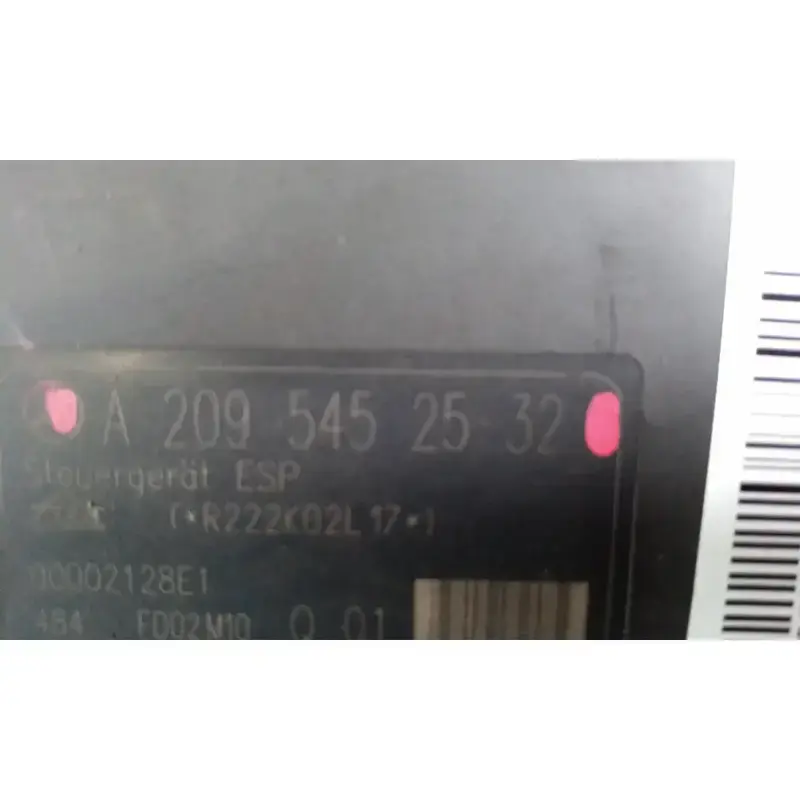 A 209 545 25 32
Steuergerät ESP
(*R222K02L17*)
00002128E1
484 FD02M10 Q 01